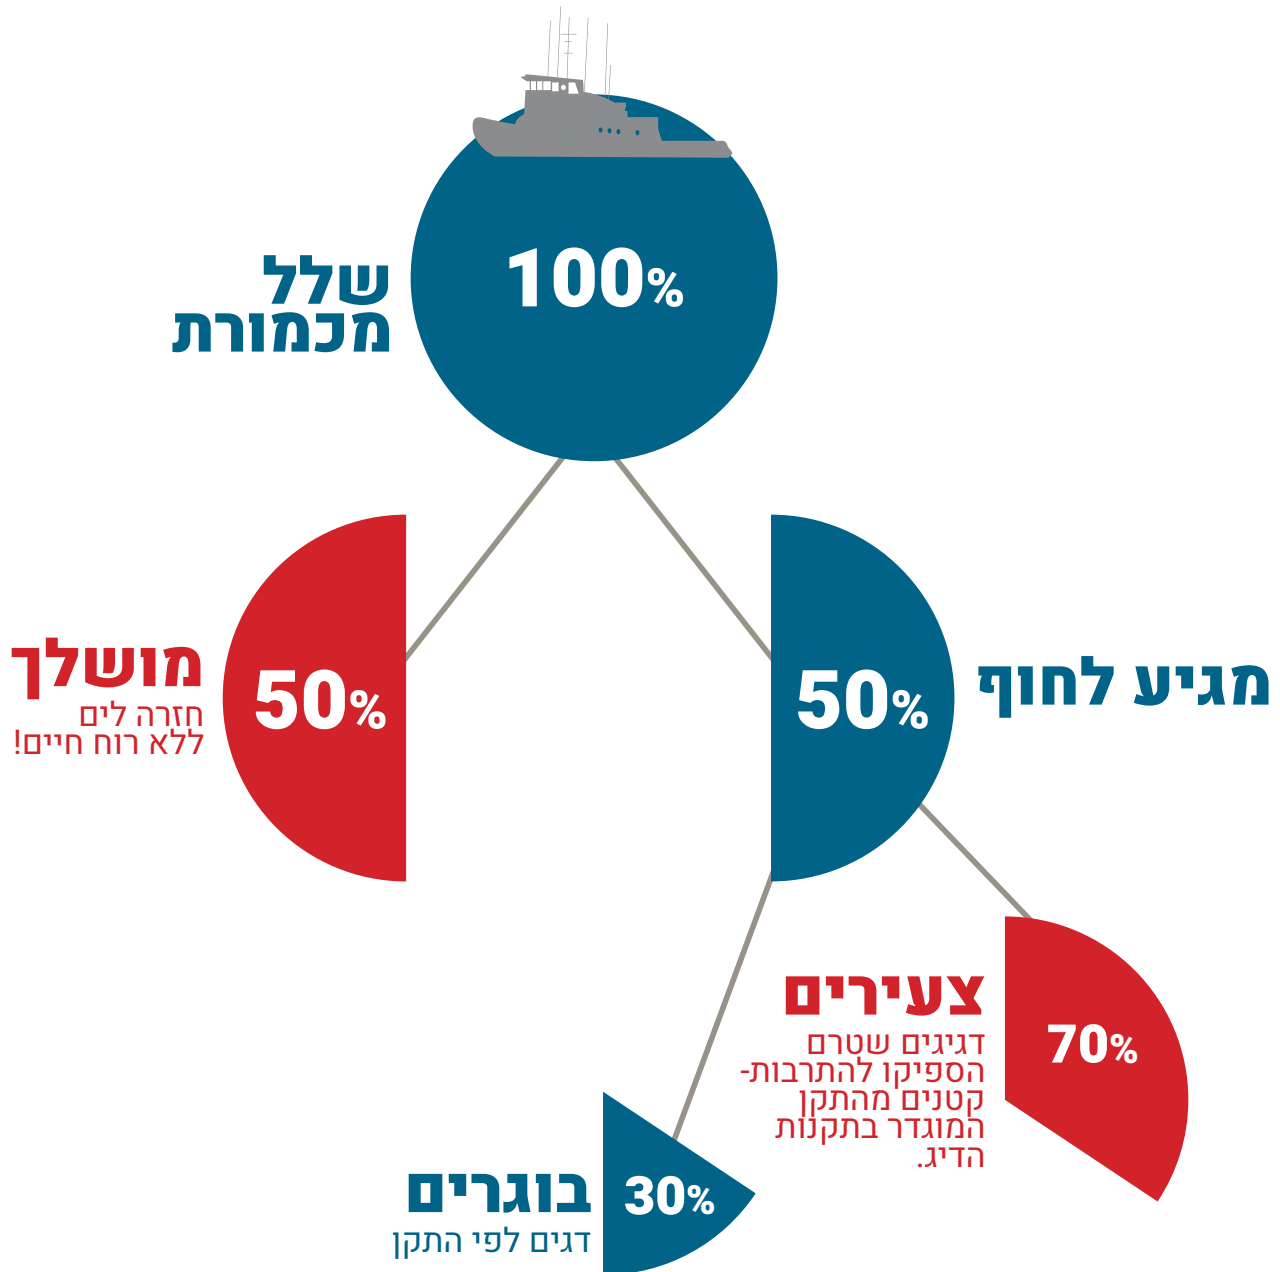 100%
שלל
מכמורת
50%
מושלך
חזרה לים
ללא רוח חיים!
50%
מגיע לחוף
צעירים
דגיגים שטרם
הספיקו להתרבות-
קטנים מהתקן
המוגדר בתקנות
הדיג.
70%
בוגרים
דגים לפי התקן
30%